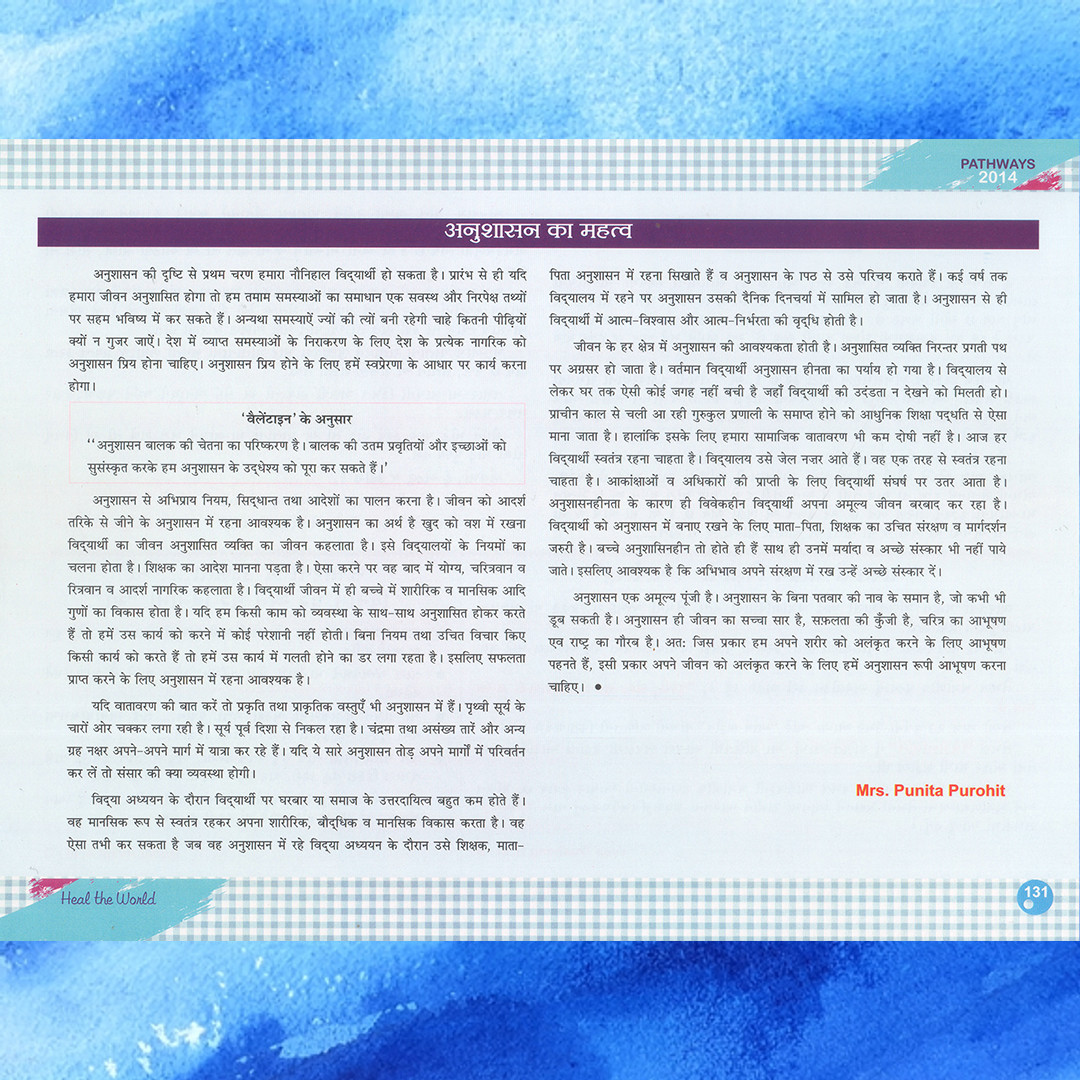 PATHWAYS
2014
अनुशासन का महत्व
अनुशासन की दृष्टि से प्रथम चरण हमारा नौनिहाल विद्यार्थी हो सकता है। प्रारंभ से ही यदि
हमारा जीवन अनुशासित होगा तो हम तमाम समस्याओं का समाधान एक सवस्थ और निरपेक्ष तथ्यों
पर सहम भविष्य में कर सकते हैं। अन्यथा समस्याऐं ज्यों की त्यों बनी रहेगी चाहे कितनी पीढ़ियाँ
क्यों न गुजर जाऐं। देश में व्याप्त समस्याओं के निराकरण के लिए देश के प्रत्येक नागरिक को
अनुशासन प्रिय होना चाहिए। अनुशासन प्रिय होने के लिए हमें स्वप्रेरणा के आधार पर कार्य करना
होगा।
‘वैलेंटाइन’ के अनुसार
‘‘अनुशासन बालक की चेतना का परिष्करण है। बालक की उतम प्रवृतियों और इच्छाओं को
सुसंस्कृत करके हम अनुशासन के उद्धेश्य को पूरा कर सकते हैं।’
अनुशासन से अभिप्राय नियम, सिद्धान्त तथा आदेशों का पालन करना है। जीवन को आदर्श
तरिके से जीने के अनुशासन में रहना आवश्यक है। अनुशासन का अर्थ है खुद को वश में रखना
विद्यार्थी का जीवन अनुशासित व्यक्ति का जीवन कहलाता है। इसे विद्यालयों के नियमों का
चलना होता है। शिक्षक का आदेश मानना पड़ता है। ऐसा करने पर वह बाद में योग्य, चरित्रवान व
रित्रवान व आदर्श नागरिक कहलाता है। विद्यार्थी जीवन में ही बच्चे में शारीरिक व मानसिक आदि
गुणों का विकास होता है। यदि हम किसी काम को व्यवस्था के साथ-साथ अनुशासित होकर करते
हैं तो हमें उस कार्य को करने में कोई परेशानी नहीं होती। बिना नियम तथा उचित विचार किए
किसी कार्य को करते हैं तो हमें उस कार्य में गलती होने का डर लगा रहता है। इसलिए सफलता
प्राप्त करने के लिए अनुशासन में रहना आवश्यक है।
यदि वातावरण की बात करें तो प्रकृति तथा प्राकृतिक वस्तुएँ भी अनुशासन में हैं। पृथ्वी सूर्य के
चारों ओर चक्कर लगा रही है। सूर्य पूर्व दिशा से निकल रहा है। चंद्रमा तथा असंख्य तारें और अन्य
ग्रह नक्षर अपने-अपने मार्ग में यात्रा कर रहे हैं। यदि ये सारे अनुशासन तोड़ अपने मार्गों में परिवर्तन
कर लें तो संसार की क्या व्यवस्था होगी।
विद्या अध्ययन के दौरान विद्यार्थी पर घरबार या समाज के उत्तरदायित्व बहुत कम होते हैं।
वह मानसिक रूप से स्वतंत्र रहकर अपना शारीरिक, बौद्धिक व मानसिक विकास करता है। वह
ऐसा तभी कर सकता है जब वह अनुशासन में रहे विद्या अध्ययन के दौरान उसे शिक्षक, माता-
पिता अनुशासन में रहना सिखाते हैं व अनुशासन के ापठ से उसे परिचय कराते हैं। कई वर्ष तक
विद्यालय में रहने पर अनुशासन उसकी दैनिक दिनचर्या में सामिल हो जाता है। अनुशासन से ही
विद्यार्थी में आत्म-विश्वास और आत्म-निर्भरता की वृद्धि होती है।
जीवन के हर क्षेत्र में अनुशासन की आवश्यकता होती है। अनुशासित व्यक्ति निरन्तर प्रगती पथ
पर अग्रसर हो जाता है। वर्तमान विद्यार्थी अनुशासन हीनता का पर्याय हो गया है। विद्यालय से
लेकर घर तक ऐसी कोई जगह नहीं बची है जहाँ विद्यार्थी की उदंडता न देखने को मिलती हो।
प्राचीन काल से चली आ रही गुरुकुल प्रणाली के समाप्त होने को आधुनिक शिक्षा पद्धति से ऐसा
माना जाता है। हालांकि इसके लिए हमारा सामाजिक वातावरण भी कम दोषी नहीं है। आज हर
विद्यार्थी स्वतंत्र रहना चाहता है। विद्यालय उसे जेल नज़र आते हैं। वह एक तरह से स्वतंत्र रहना
चाहता है। आकांक्षाओं व अधिकारों की प्राप्ती के लिए विद्यार्थी संघर्ष पर उतर आता है।
अनुशासनहीनता के कारण ही विवेकहीन विद्यार्थी अपना अमूल्य जीवन बरबाद कर रहा है।
विद्यार्थी को अनुशासन में बनाए रखने के लिए माता-पिता, शिक्षक का उचित संरक्षण व मार्गदर्शन
जरुरी है। बच्चे अनुशासिनहीन तो होते ही हैं साथ ही उनमें मर्यादा व अच्छे संस्कार भी नहीं पाये
जाते। इसलिए आवश्यक है कि अभिभाव अपने संरक्षण में रख उन्हें अच्छे संस्कार दें।
अनुशासन एक अमूल्य पूंजी है। अनुशासन के बिना पतवार की नाव के समान है, जो कभी भी
डूब सकती है। अनुशासन ही जीवन का सच्चा सार है, सफ़लता की कुँजी है, चरित्र का आभूषण
एव राष्ट्र का गौरब है। अतः जिस प्रकार हम अपने शरीर को अलंकृत करने के लिए आभूषण
पहनते हैं, इसी प्रकार अपने जीवन को अलंकृत करने के लिए हमें अनुशासन रूपी आभूषण करना
चाहिए। ●
Mrs. Punita Purohit
Heal the World
131